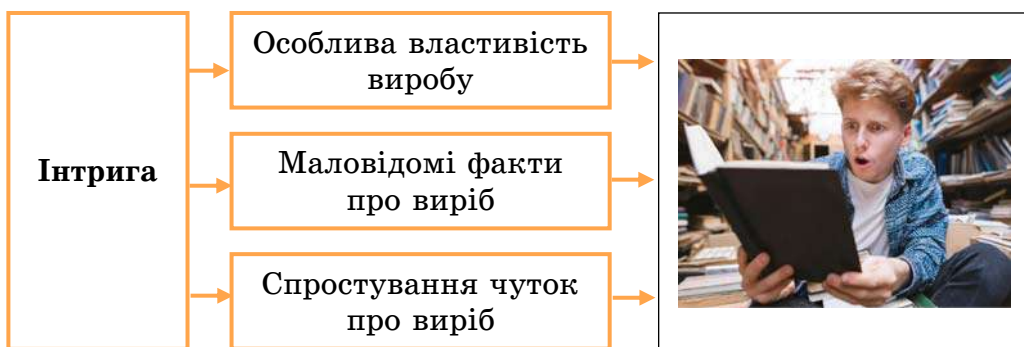 Інтрига
Особлива властивість
виробу
Маловідомі факти
про виріб
Спростування чуток
про виріб